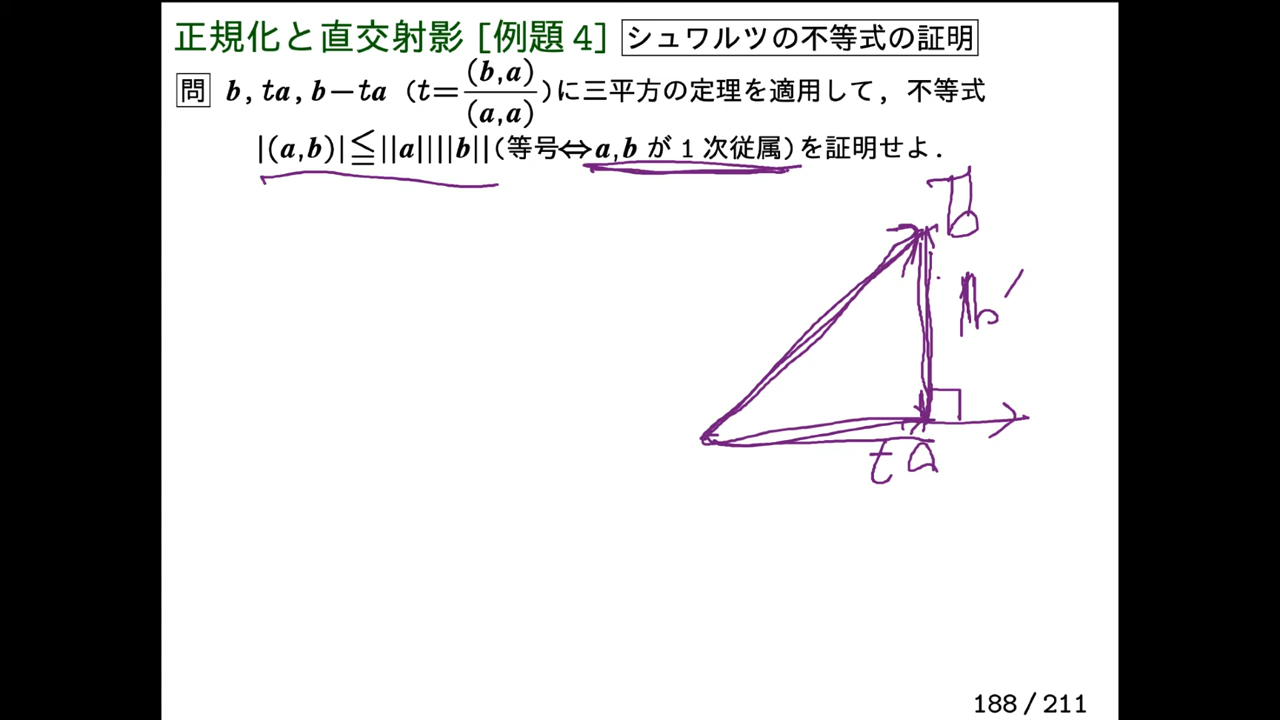 正規化と直交射影 [例題 4] シュワルツの不等式の証明
問 b, ta, b−ta (t=(b,a)/(a,a))に三平方の定理を適用して，不等式
|(a,b)|≦||a||||b||(等号⇔a,b が 1 次従属)を証明せよ．
b
b′
ta
188 / 211